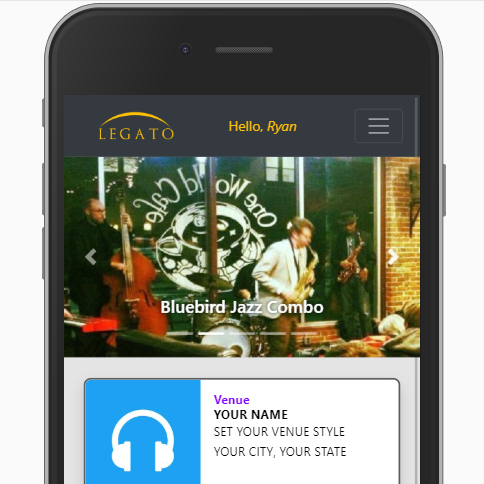 LEGATO
Hello, Ryan
One World Cafe
Bluebird Jazz Combo
Venue
YOUR NAME
SET YOUR VENUE STYLE
YOUR CITY, YOUR STATE